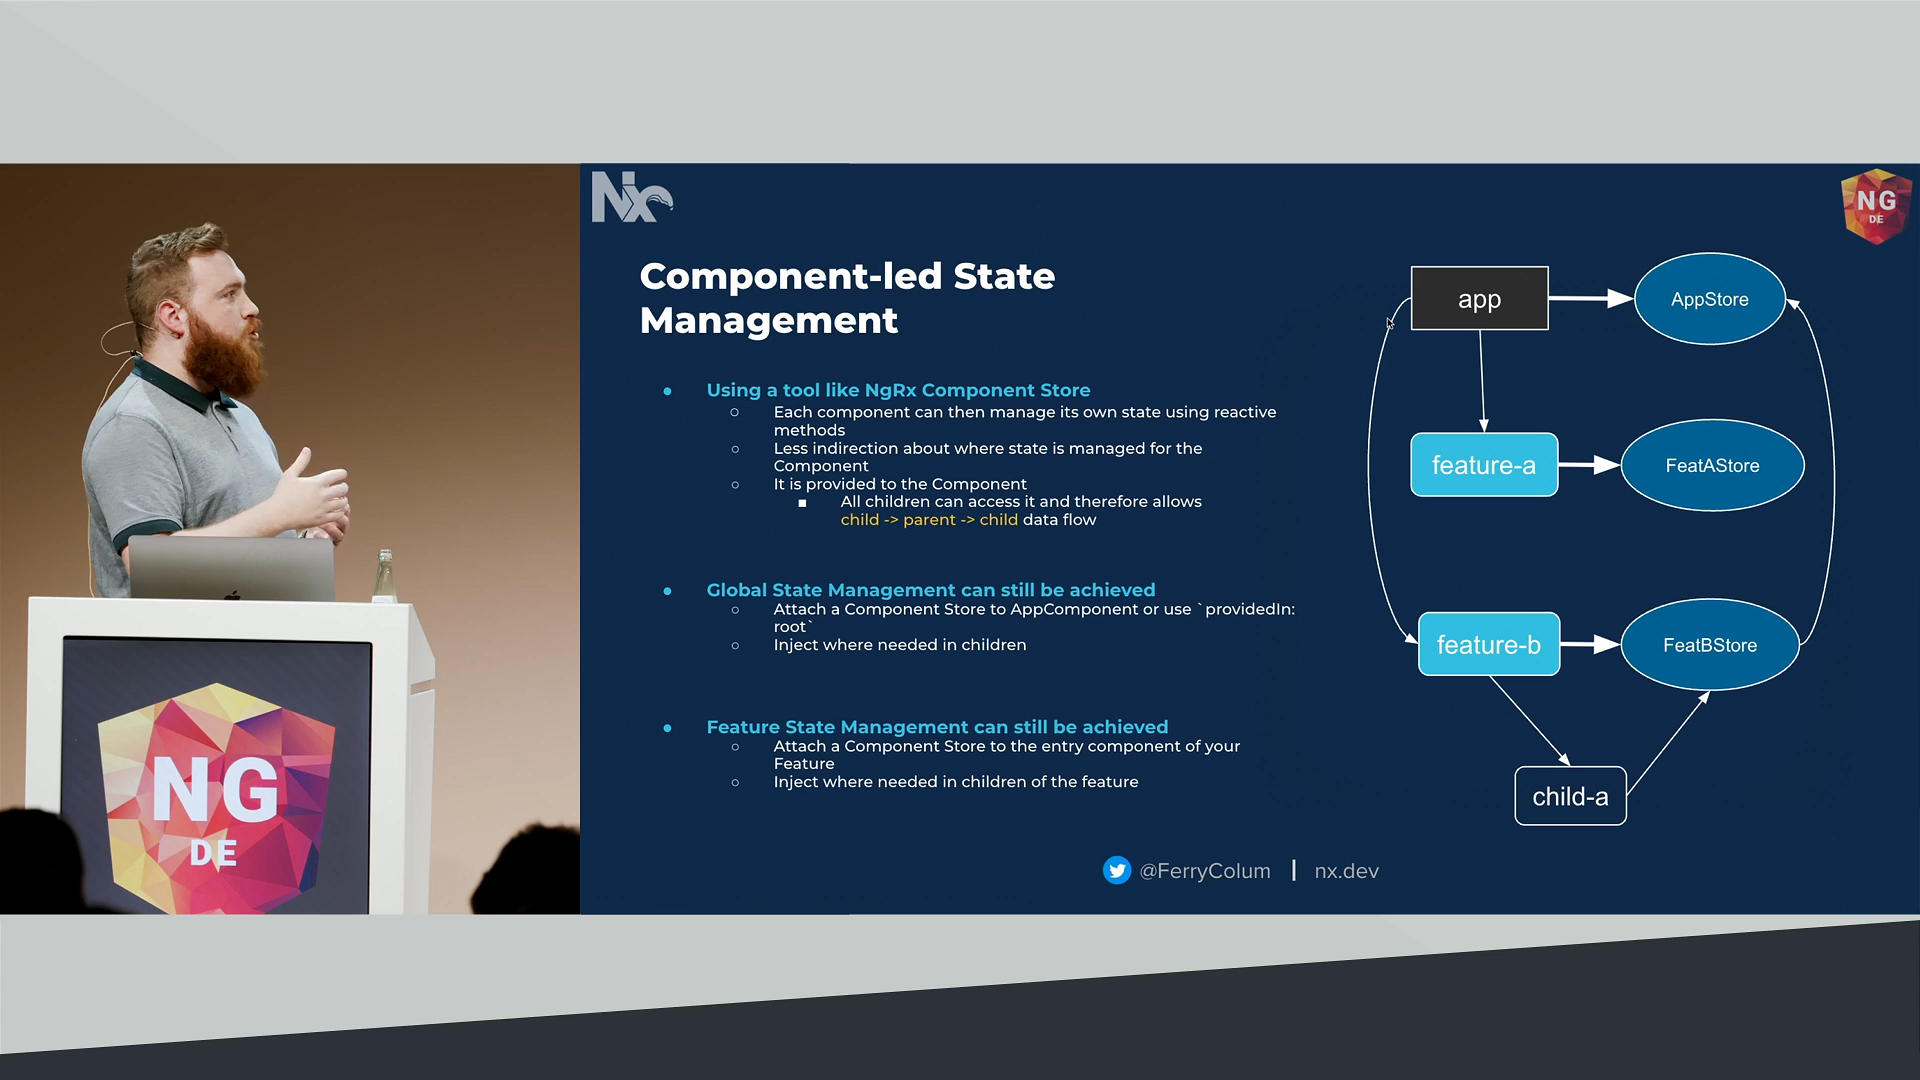 Nx
NG
DE
Component-led State
Management
● Using a tool like NgRx Component Store
○ Each component can then manage its own state using reactive
methods
○ Less indirection about where state is managed for the
Component
○ It is provided to the Component
■ All children can access it and therefore allows
child -> parent -> child data flow
● Global State Management can still be achieved
○ Attach a Component Store to AppComponent or use `providedIn:
root`
○ Inject where needed in children
● Feature State Management can still be achieved
○ Attach a Component Store to the entry component of your
Feature
○ Inject where needed in children of the feature
app
AppStore
feature-a
FeatAStore
feature-b
FeatBStore
child-a
@FerryColum | nx.dev
NG
DE